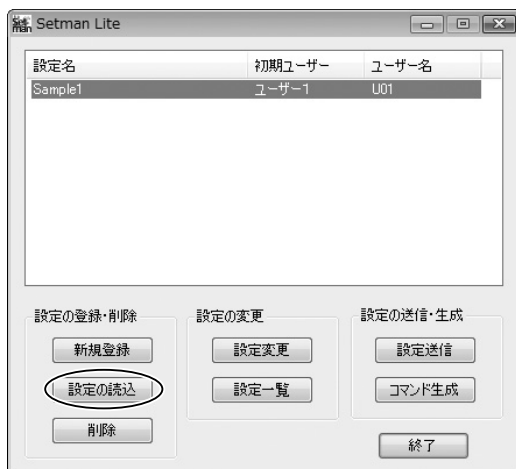 Setman Lite
設定名 初期ユーザー ユーザー名
Sample1 ユーザー1 U01
設定の登録・削除 設定の変更 設定の送信・生成
新規登録 設定変更 設定送信
設定の読込 設定一覧 コマンド生成
削除
終了